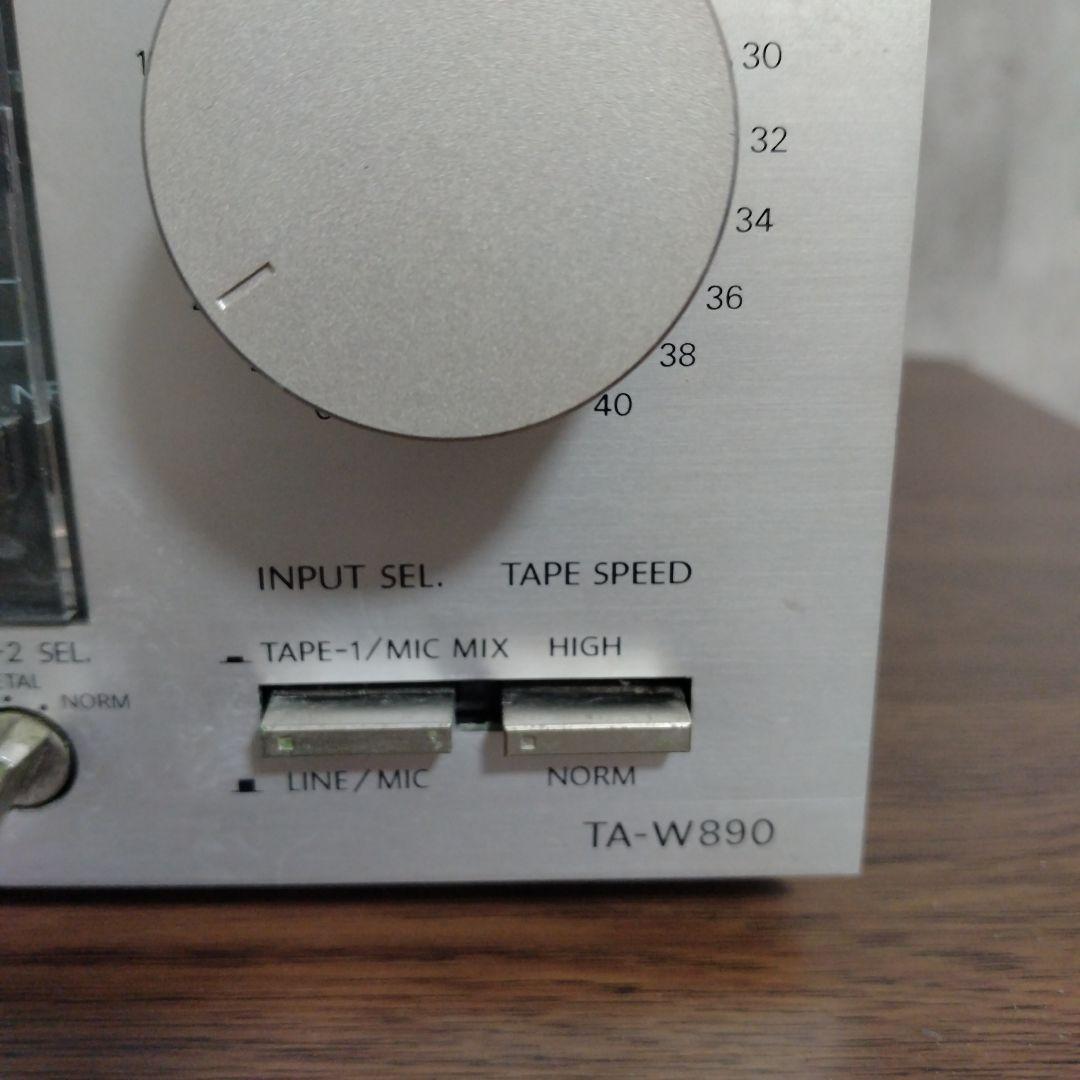 30
32
34
36
38
40
INPUT SEL. TAPE SPEED
-2 SEL. TAPE-1/MIC MIX HIGH
NORM
LINE/MIC NORM
TA-W890